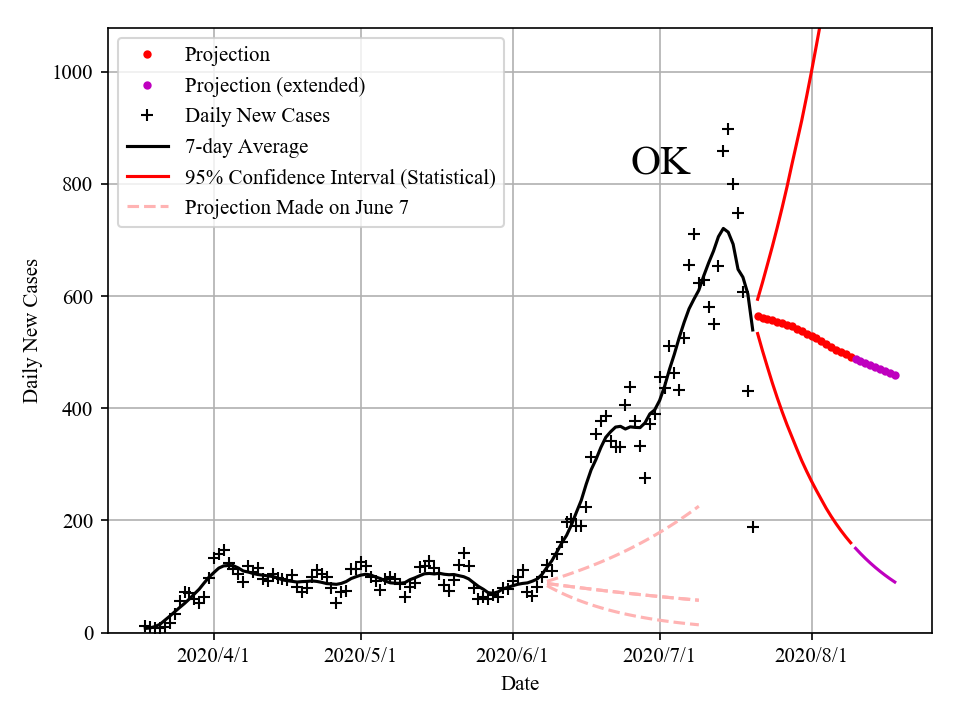 Projection
Projection (extended)
Daily New Cases
7-day Average
95% Confidence Interval (Statistical)
Projection Made on June 7
OK
1000
800
600
400
200
0
Daily New Cases
2020/4/1 2020/5/1 2020/6/1 2020/7/1 2020/8/1
Date